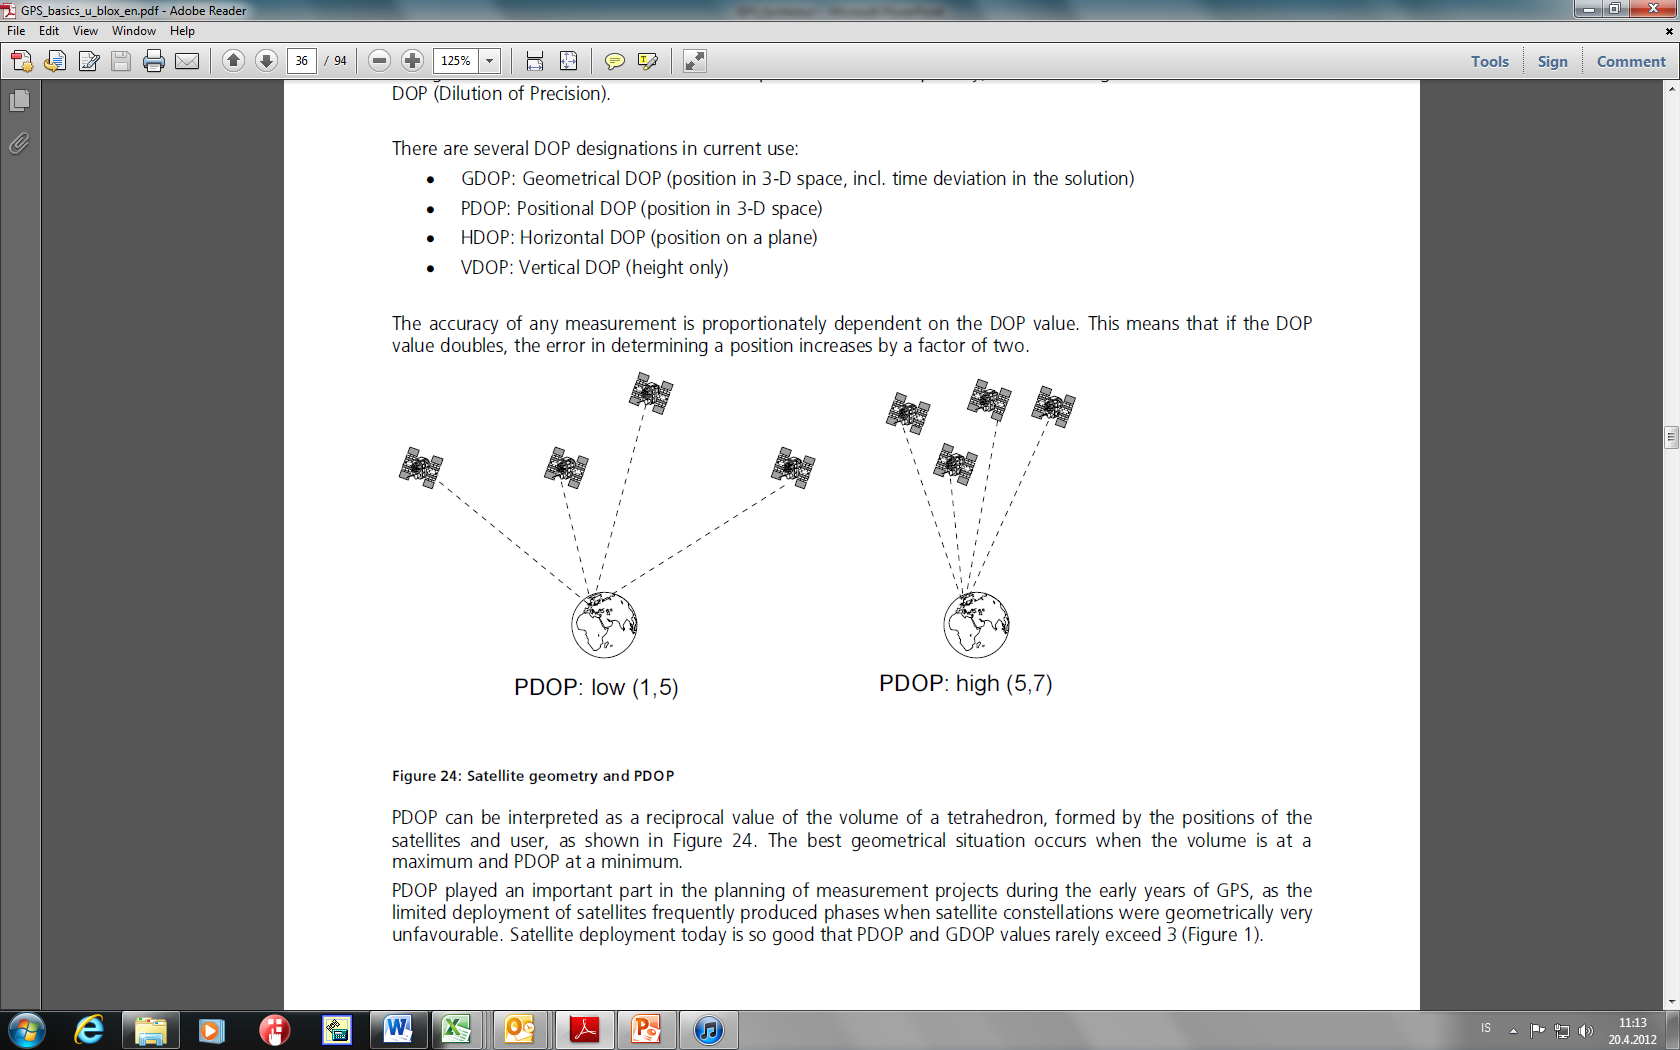 GPS_basics_u_blox_en.pdf - Adobe Reader
File Edit View Window Help
36 / 94 125% Tools Sign Comment
DOP (Dilution of Precision).
There are several DOP designations in current use:
• GDOP: Geometrical DOP (position in 3-D space, incl. time deviation in the solution)
• PDOP: Positional DOP (position in 3-D space)
• HDOP: Horizontal DOP (position on a plane)
• VDOP: Vertical DOP (height only)
The accuracy of any measurement is proportionately dependent on the DOP value. This means that if the DOP
value doubles, the error in determining a position increases by a factor of two.
PDOP: low (1,5)
PDOP: high (5,7)
Figure 24: Satellite geometry and PDOP
PDOP can be interpreted as a reciprocal value of the volume of a tetrahedron, formed by the positions of the
satellites and user, as shown in Figure 24. The best geometrical situation occurs when the volume is at a
maximum and PDOP at a minimum.
PDOP played an important part in the planning of measurement projects during the early years of GPS, as the
limited deployment of satellites frequently produced phases when satellite constellations were geometrically very
unfavourable. Satellite deployment today is so good that PDOP and GDOP values rarely exceed 3 (Figure 1).
IS
11:13
20.4.2012